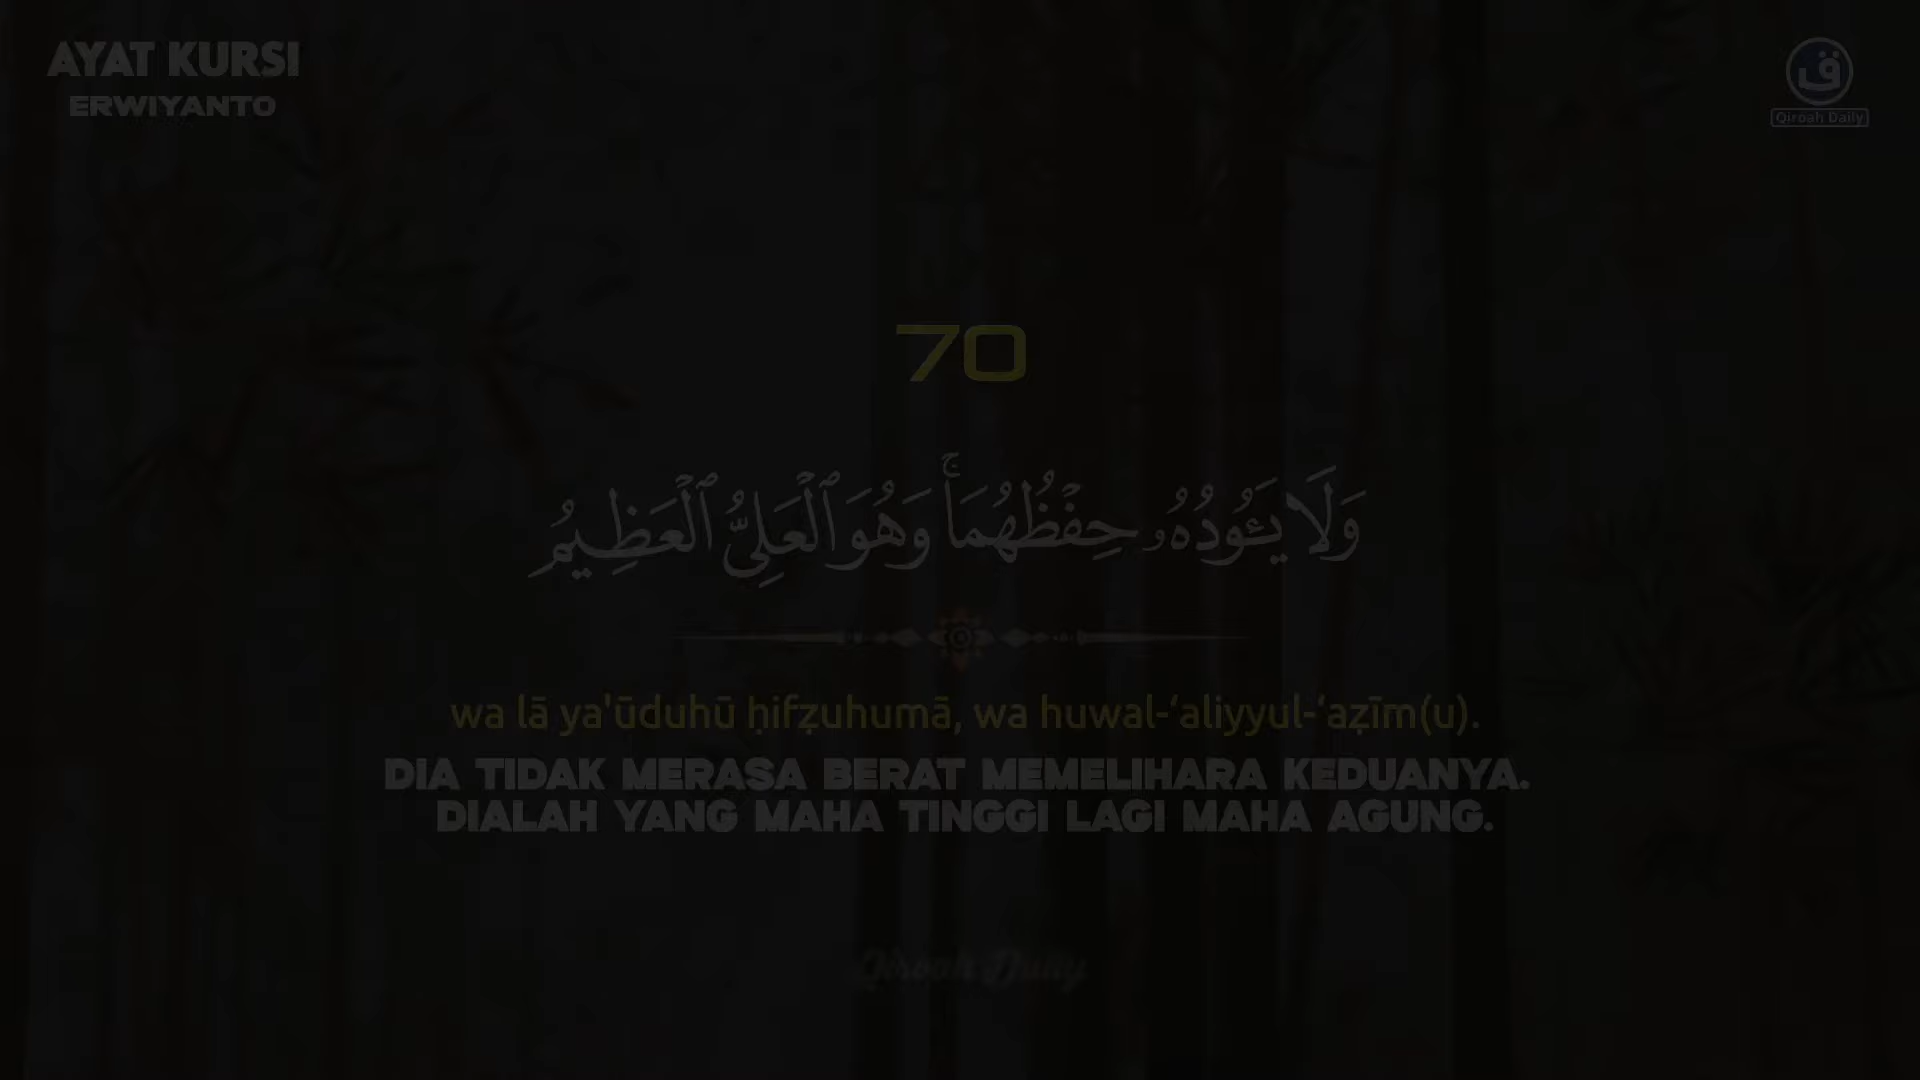 AYAT KURSI
ERWIYANTO
ق
Qiroah Daily
70
وَلَا يَـُٔودُهُۥ حِفْظُهُمَا ۚ وَهُوَ ٱلْعَلِىُّ ٱلْعَظِيمُ
wa lā ya'ūduhū ḥifẓuhumā, wa huwal-‘aliyyul-‘aẓīm(u).
DIA TIDAK MERASA BERAT MEMELIHARA KEDUANYA.
DIALAH YANG MAHA TINGGI LAGI MAHA AGUNG.
Qiroah Daily